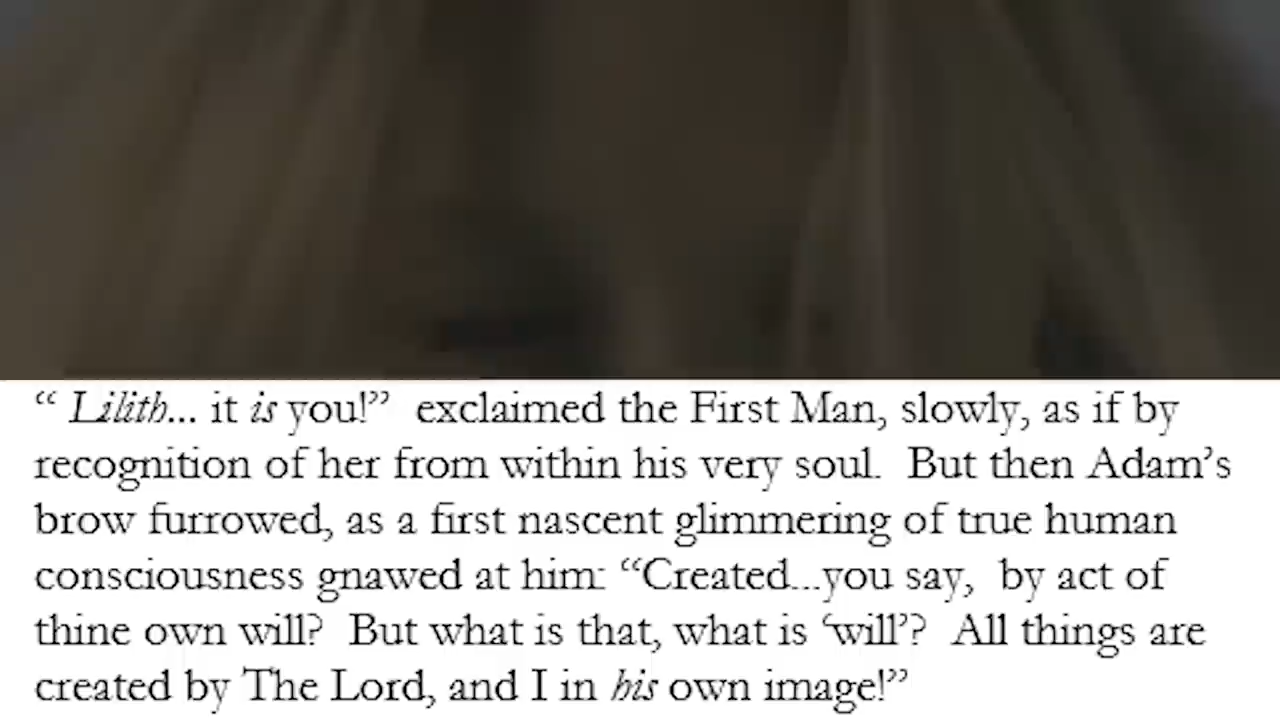 “ Lilith... it is you!”  exclaimed the First Man, slowly, as if by
recognition of her from within his very soul.  But then Adam’s
brow furrowed, as a first nascent glimmering of true human
consciousness gnawed at him: “Created...you say,  by act of
thine own will?  But what is that, what is ‘will’?  All things are
created by The Lord, and I in his own image!”